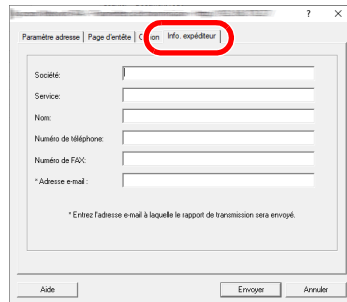 ?
Paramètre adresse
Page d'entête
Info. expéditeur
Société:
Service:
Nom:
Numéro de téléphone:
Numéro de FAX:
* Adresse e-mail :
* Entrez l'adresse e-mail à laquelle le rapport de transmission sera envoyé.
Aide
Envoyer
Annuler